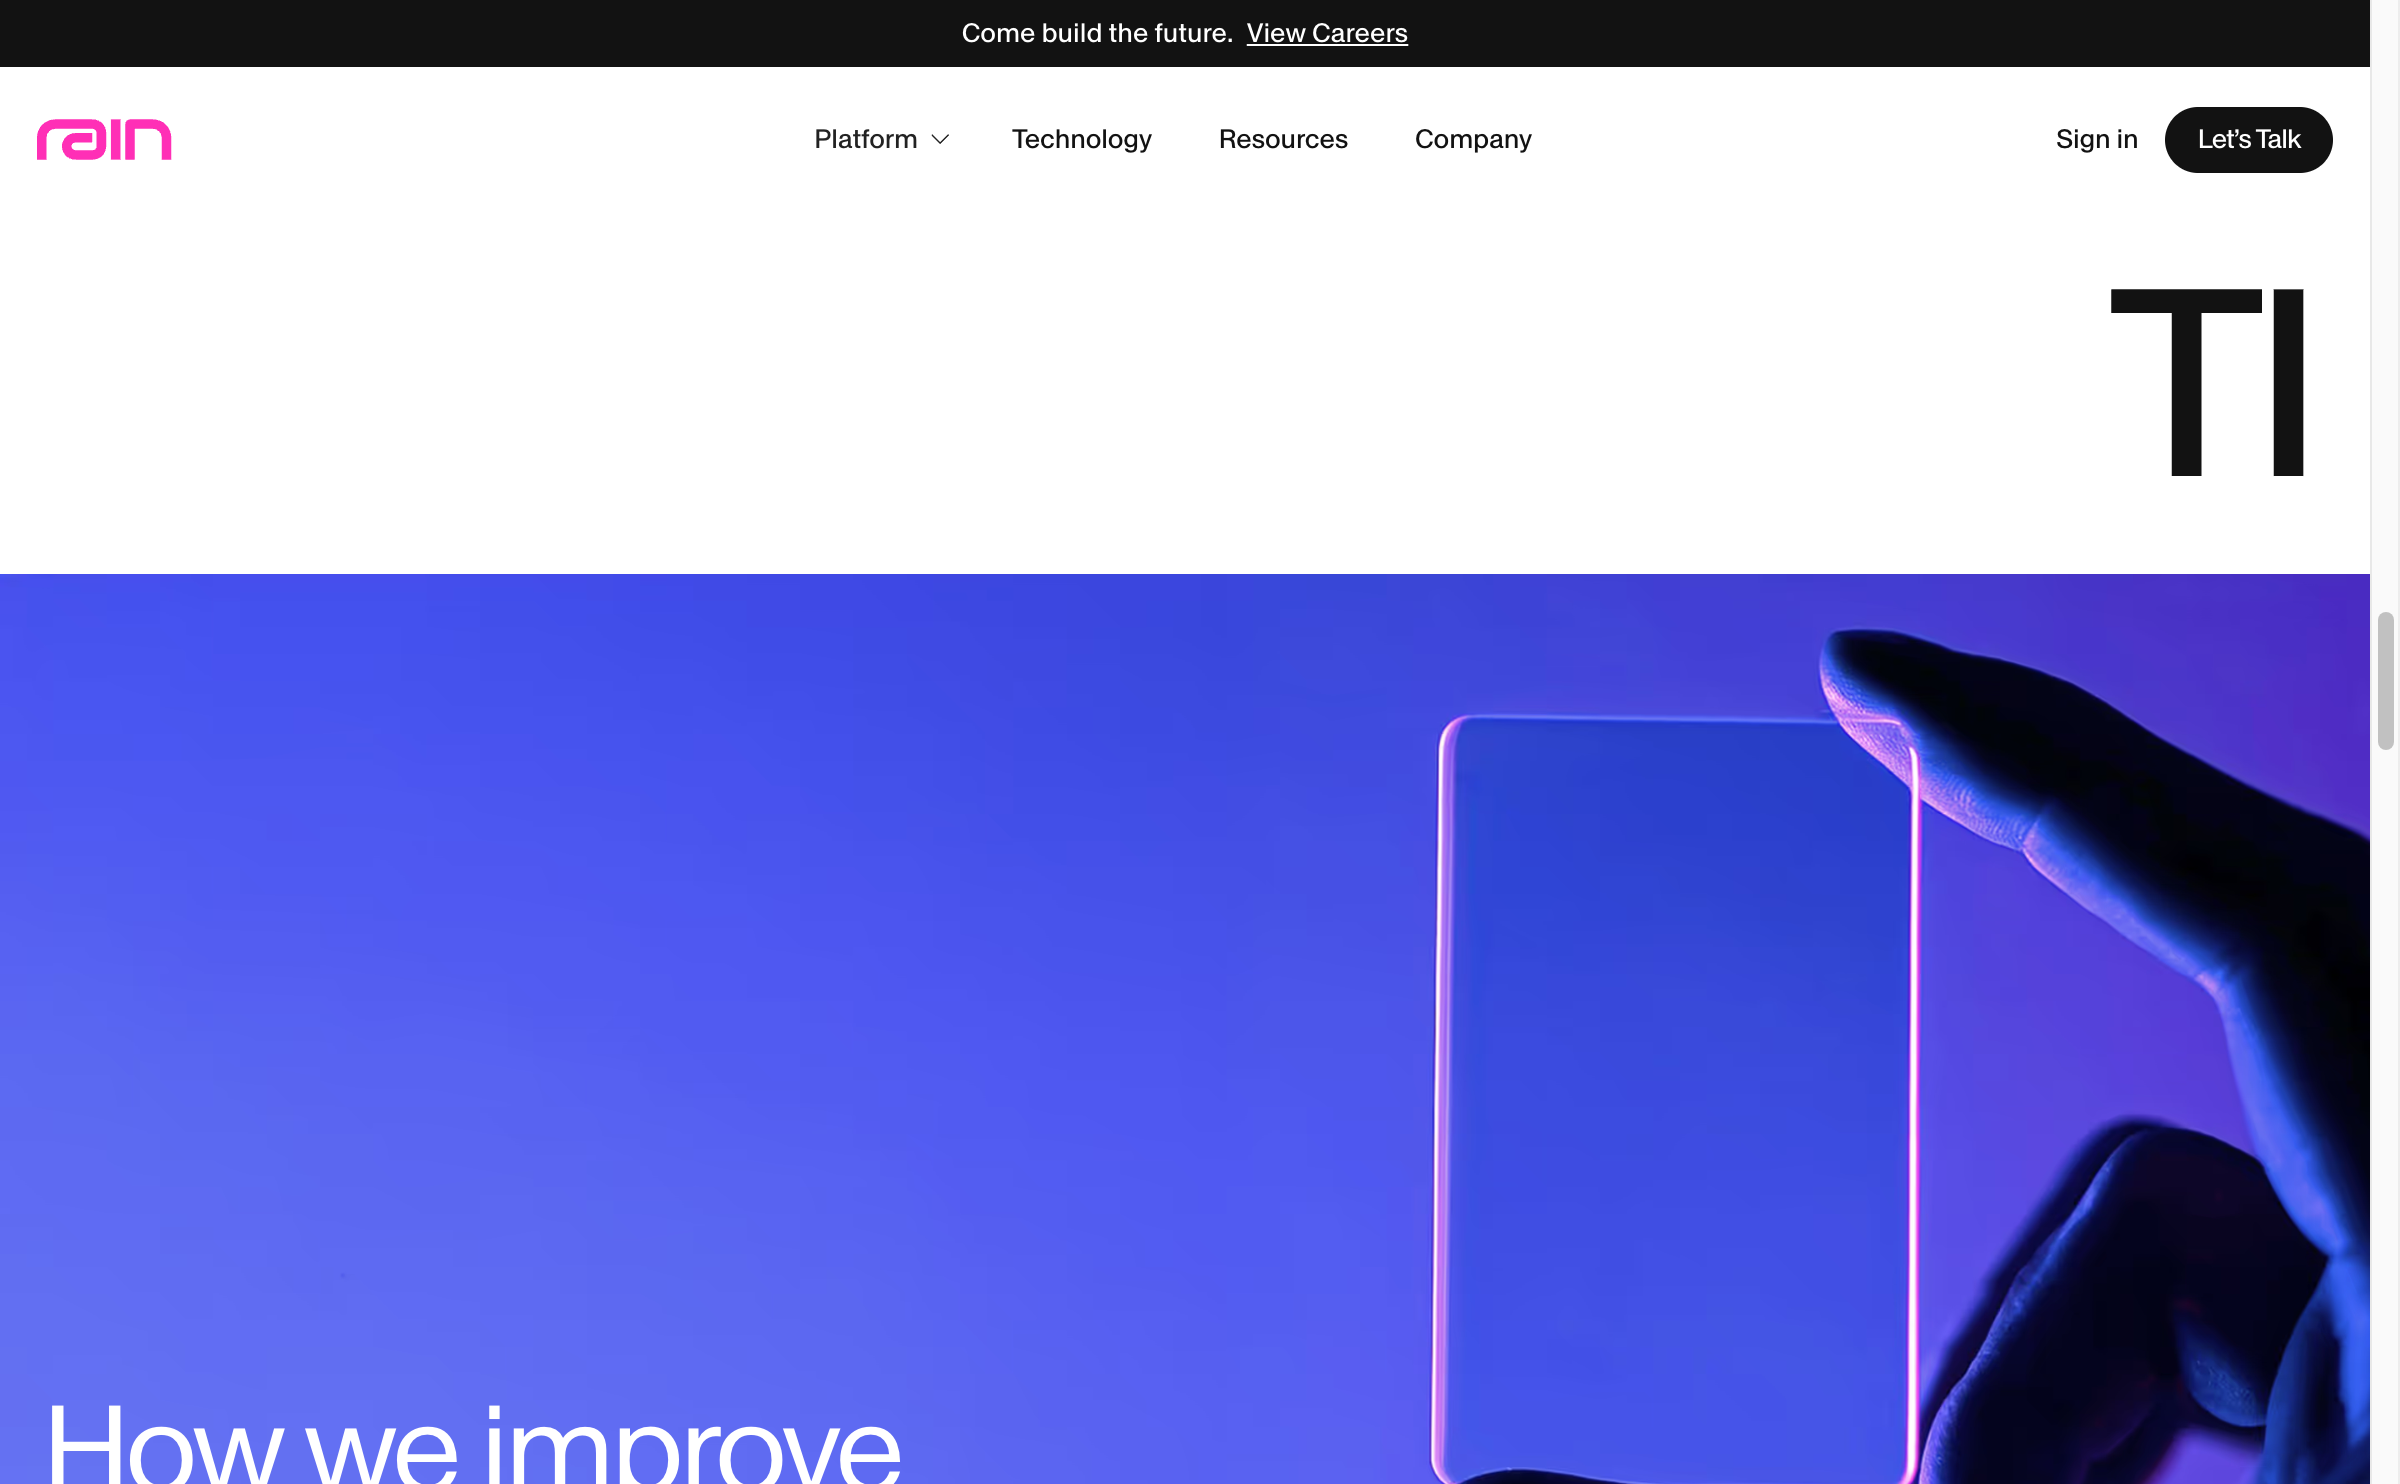 Come build the future. View Careers
rain
Platform
Technology
Resources
Company
Sign in
Let's Talk
TI
How we improve